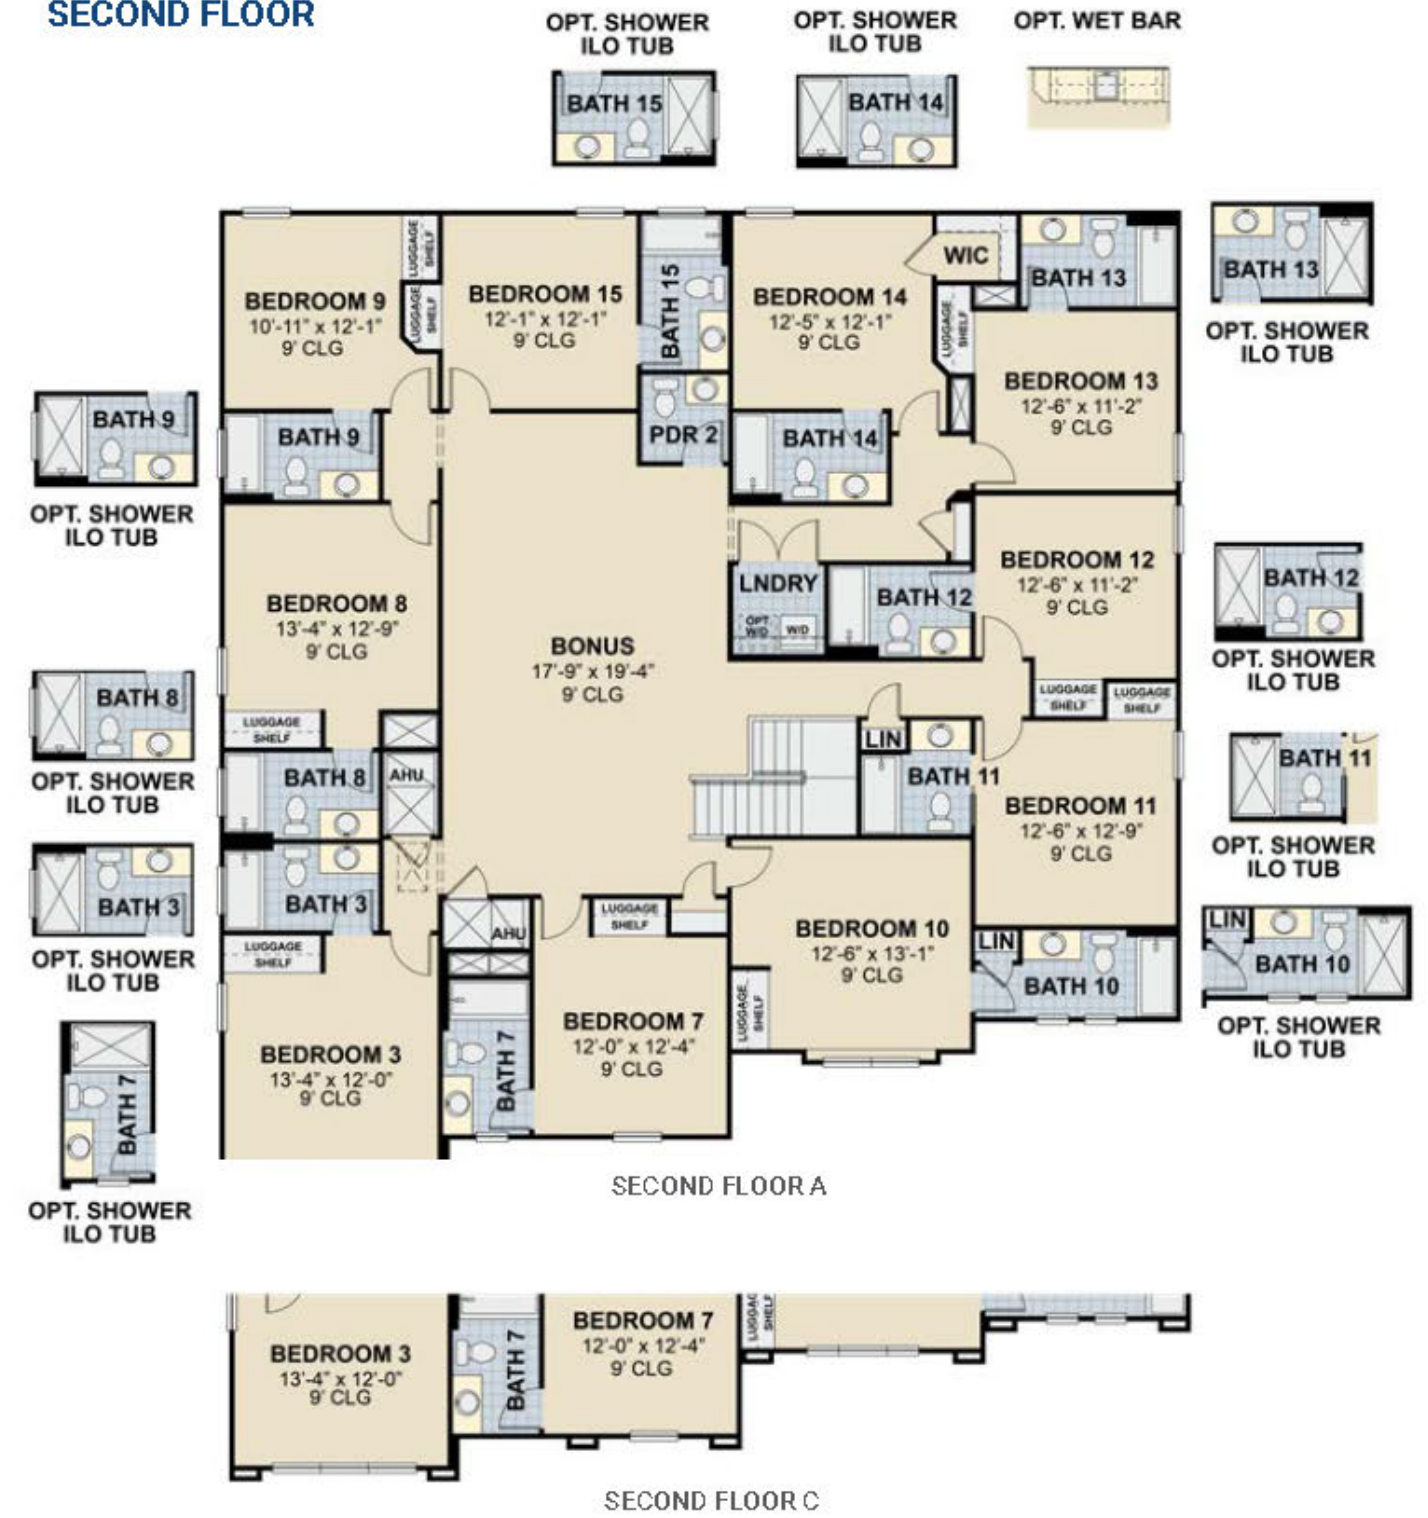 SECOND FLOOR
OPT. SHOWER
ILO TUB
BATH 15
OPT. SHOWER
ILO TUB
BATH 14
OPT. WET BAR
BEDROOM 9
10'-11" x 12'-1"
9' CLG
LUGGAGE
SHELF
LUGGAGE
SHELF
BEDROOM 15
12'-1" x 12'-1"
9' CLG
BATH 15
BEDROOM 14
12'-5" x 12'-1"
9' CLG
WIC
LUGGAGE
SHELF
BATH 13
BATH 13
OPT. SHOWER
ILO TUB
BEDROOM 13
12'-6" x 11'-2"
9' CLG
BATH 9
OPT. SHOWER
ILO TUB
BATH 9
PDR 2
BATH 14
BEDROOM 8
13'-4" x 12'-9"
9' CLG
LUGGAGE
SHELF
BONUS
17'-9" x 19'-4"
9' CLG
LNDRY
OPT
W/D
W/D
BATH 12
BEDROOM 12
12'-6" x 11'-2"
9' CLG
LUGGAGE
SHELF
LUGGAGE
SHELF
BATH 12
OPT. SHOWER
ILO TUB
BATH 8
OPT. SHOWER
ILO TUB
BATH 8
AHU
LIN
BATH 11
BEDROOM 11
12'-6" x 12'-9"
9' CLG
BATH 11
OPT. SHOWER
ILO TUB
BATH 3
OPT. SHOWER
ILO TUB
BATH 3
LUGGAGE
SHELF
AHU
LUGGAGE
SHELF
BEDROOM 10
12'-6" x 13'-1"
9' CLG
LUGGAGE
SHELF
LIN
BATH 10
LIN
BATH 10
OPT. SHOWER
ILO TUB
BATH 7
OPT. SHOWER
ILO TUB
BEDROOM 3
13'-4" x 12'-0"
9' CLG
BATH 7
BEDROOM 7
12'-0" x 12'-4"
9' CLG
SECOND FLOOR A
BEDROOM 3
13'-4" x 12'-0"
9' CLG
BATH 7
BEDROOM 7
12'-0" x 12'-4"
9' CLG
SHELF
SECOND FLOOR C